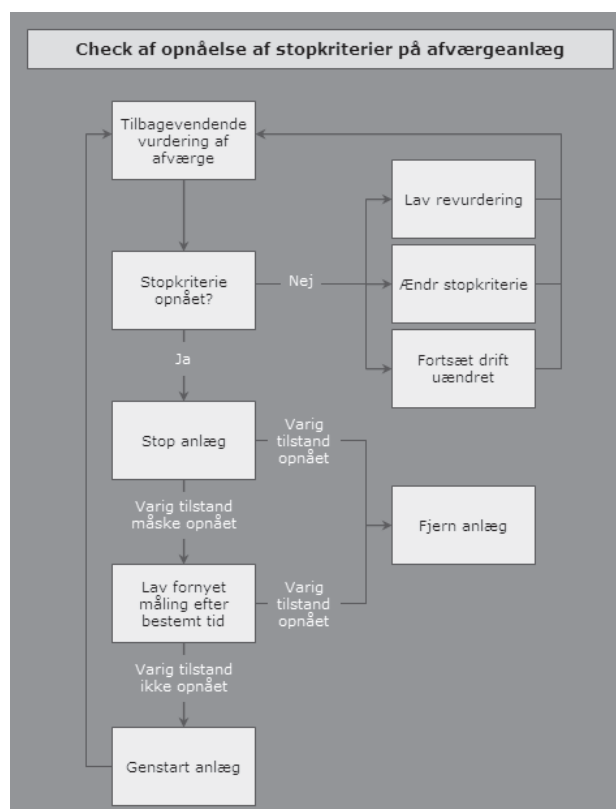 Check af opnåelse af stopkriterier på afværgeanlæg
Tilbagevendende
vurdering af
afværge
Lav revurdering
Stopkriterie
opnået?
Nej
Ændr stopkriterie
Ja
Fortsæt drift
uændret
Stop anlæg
Varig
tilstand
opnået
Varig tilstand
måske opnået
Fjern anlæg
Lav fornyet
måling efter
bestemt tid
Varig
tilstand
opnået
Varig tilstand
ikke opnået
Genstart anlæg